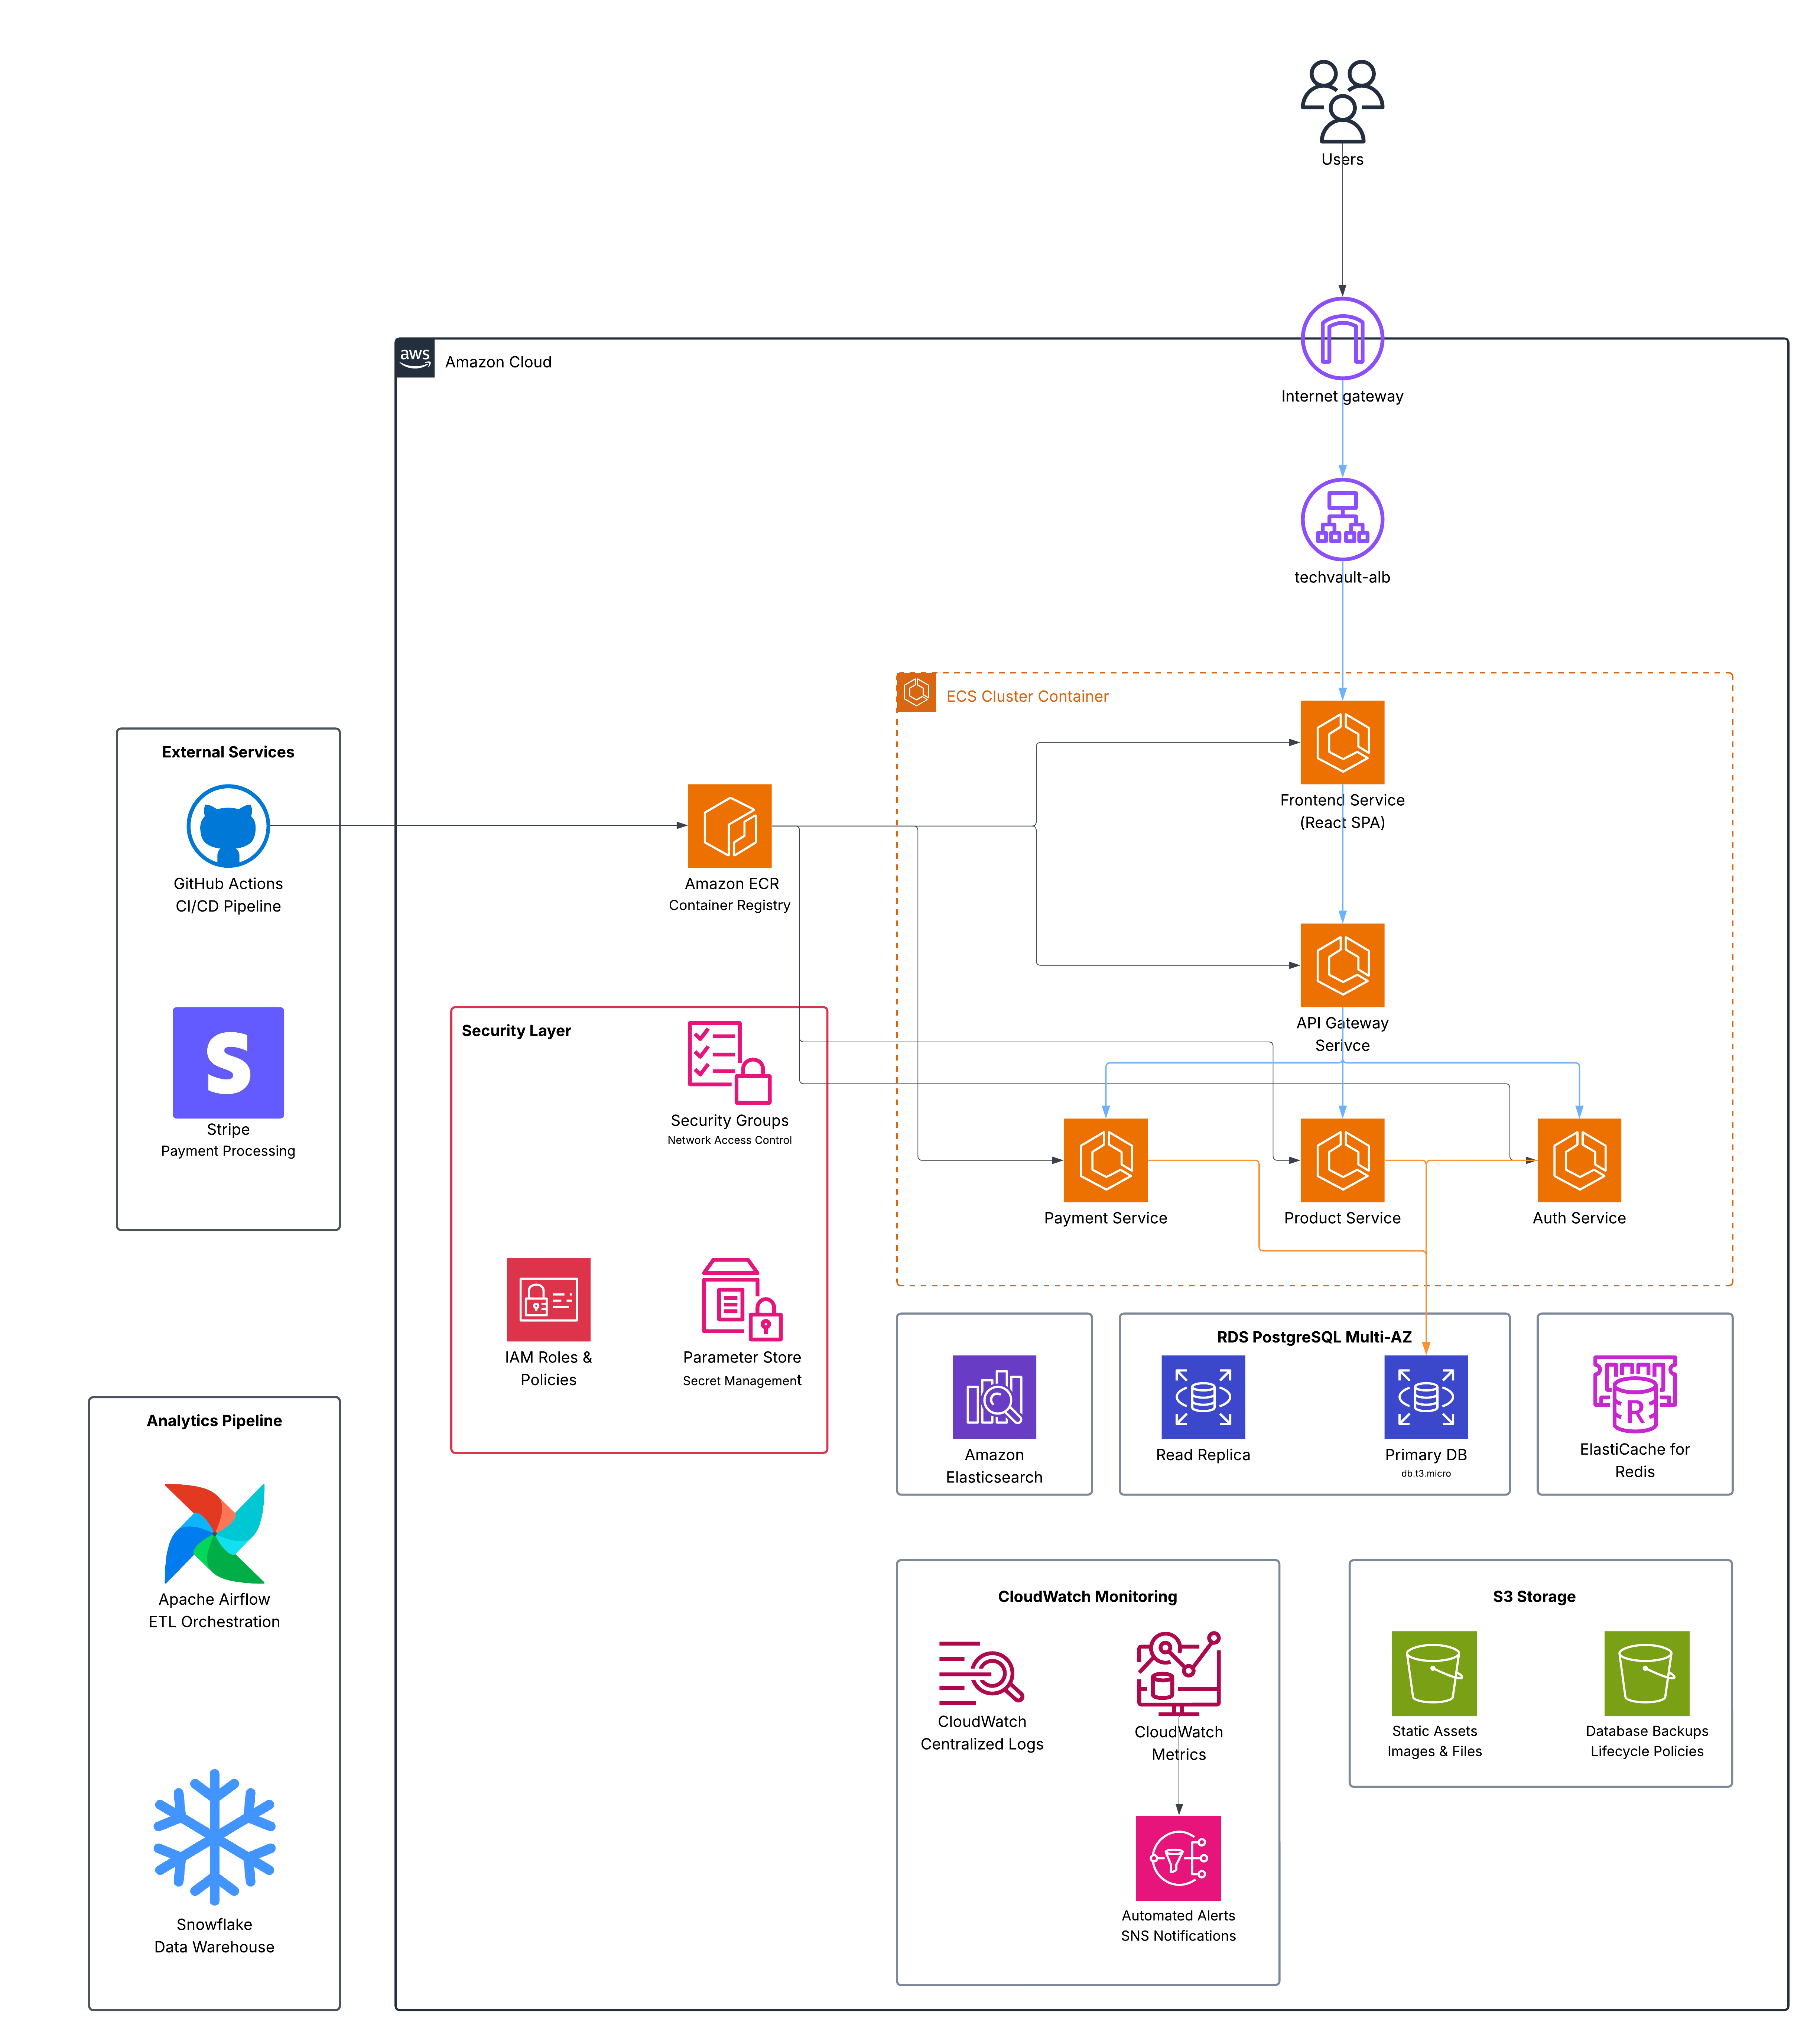 Users
aws
Amazon Cloud
Internet gateway
techvault-alb
ECS Cluster Container
External Services
Frontend Service
(React SPA)
GitHub Actions
CI/CD Pipeline
Amazon ECR
Container Registry
API Gateway
Serivce
Security Layer
Stripe
Payment Processing
Security Groups
Network Access Control
Payment Service
Product Service
Auth Service
IAM Roles &
Policies
Parameter Store
Secret Management
RDS PostgreSQL Multi-AZ
Amazon
Elasticsearch
Read Replica
Primary DB
db.t3.micro
R
ElastiCache for
Redis
Analytics Pipeline
Apache Airflow
ETL Orchestration
CloudWatch Monitoring
S3 Storage
CloudWatch
Centralized Logs
CloudWatch
Metrics
Static Assets
Images & Files
Database Backups
Lifecycle Policies
Snowflake
Data Warehouse
Automated Alerts
SNS Notifications